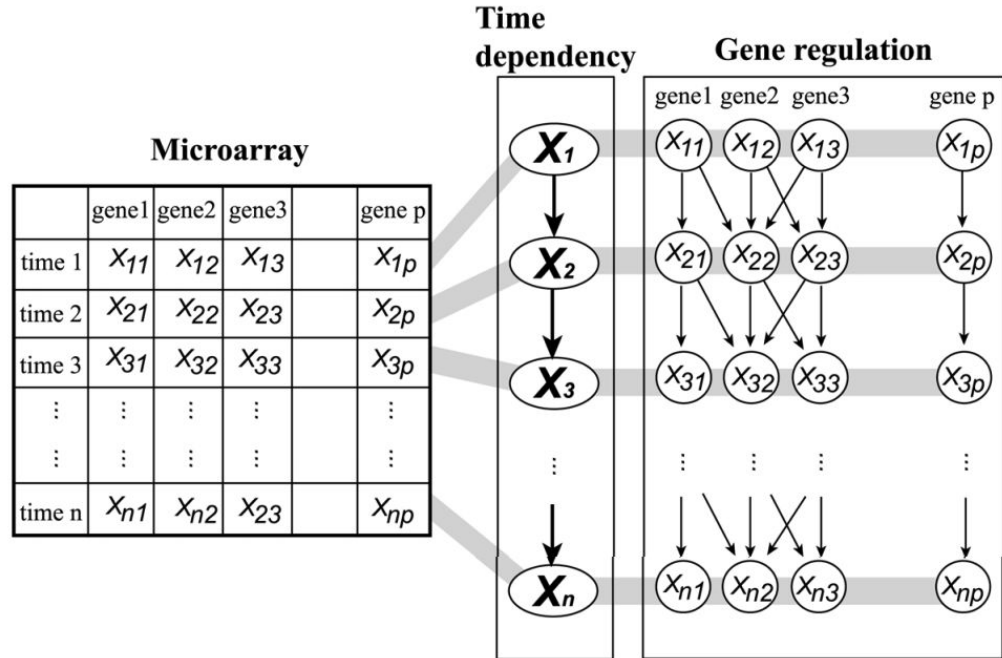 Time
dependency
Gene regulation
Microarray
gene1 gene2 gene3 gene p
time 1 X11 X12 X13 X1p
time 2 X21 X22 X23 X2p
time 3 X31 X32 X33 X3p
⋮ ⋮ ⋮ ⋮ ⋮
⋮ ⋮ ⋮ ⋮ ⋮
time n Xn1 Xn2 X23 Xnp
X1
X2
X3
...
Xn
gene1 gene2 gene3 gene p
X11 X12 X13 X1p
X21 X22 X23 X2p
X31 X32 X33 X3p
⋮ ⋮ ⋮ ⋮
Xn1 Xn2 Xn3 Xnp